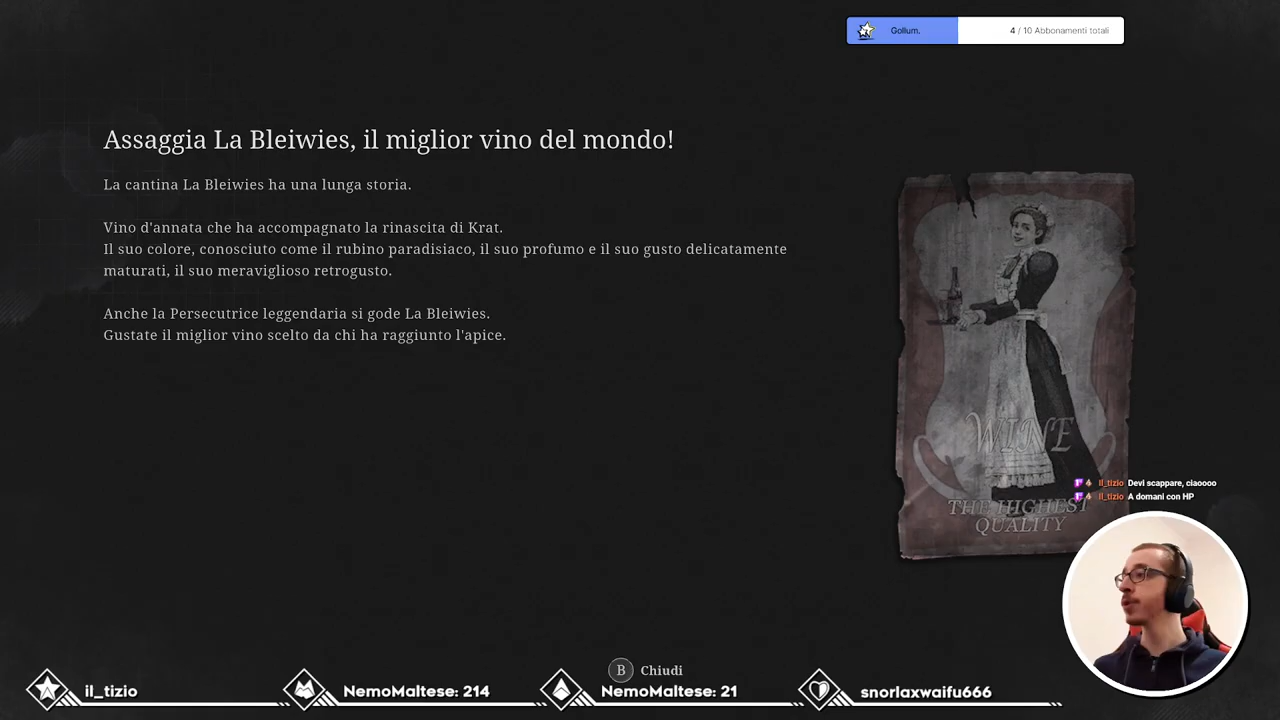 Gollum.
4 / 10 Abbonamenti totali
Assaggia La Bleiwies, il miglior vino del mondo!
La cantina La Bleiwies ha una lunga storia.
Vino d'annata che ha accompagnato la rinascita di Krat.
Il suo colore, conosciuto come il rubino paradisiaco, il suo profumo e il suo gusto delicatamente
maturati, il suo meraviglioso retrogusto.
Anche la Persecutrice leggendaria si gode La Bleiwies.
Gustate il miglior vino scelto da chi ha raggiunto l'apice.
WINE
THE HIGHEST
QUALITY
Il_tizio Devi scappare, ciaoooo
Il_tizio A domani con HP
B Chiudi
il_tizio
NemoMaltese: 214
NemoMaltese: 21
snorlaxwaifu666